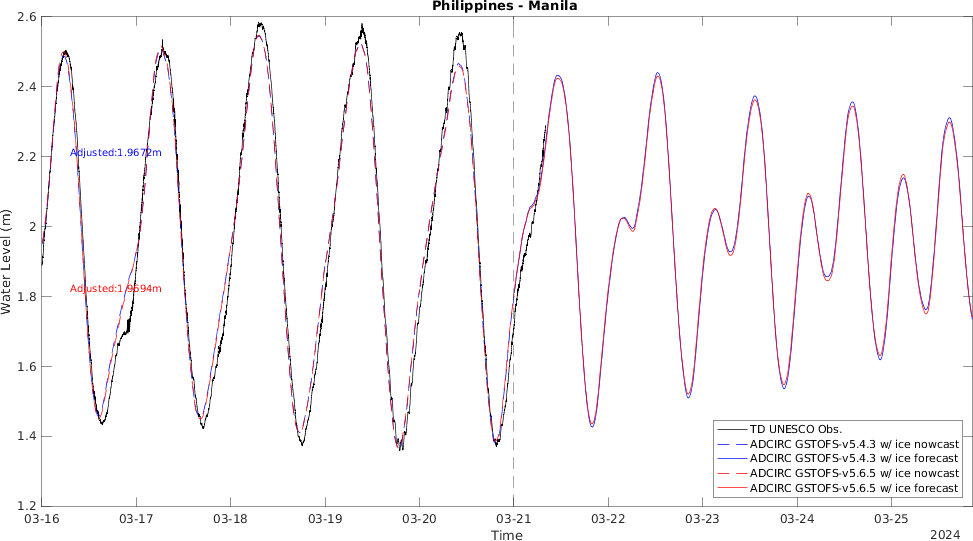 Philippines - Manila
2.6
2.4
2.2
2
1.8
1.6
1.4
1.2
Water Level (m)
Adjusted:1.9672m
Adjusted:1.9694m
TD UNESCO Obs.
ADCIRC GSTOFS-v5.4.3 w/ ice nowcast
ADCIRC GSTOFS-v5.4.3 w/ ice forecast
ADCIRC GSTOFS-v5.6.5 w/ ice nowcast
ADCIRC GSTOFS-v5.6.5 w/ ice forecast
03-16 03-17 03-18 03-19 03-20 03-21 03-22 03-23 03-24 03-25
Time
2024